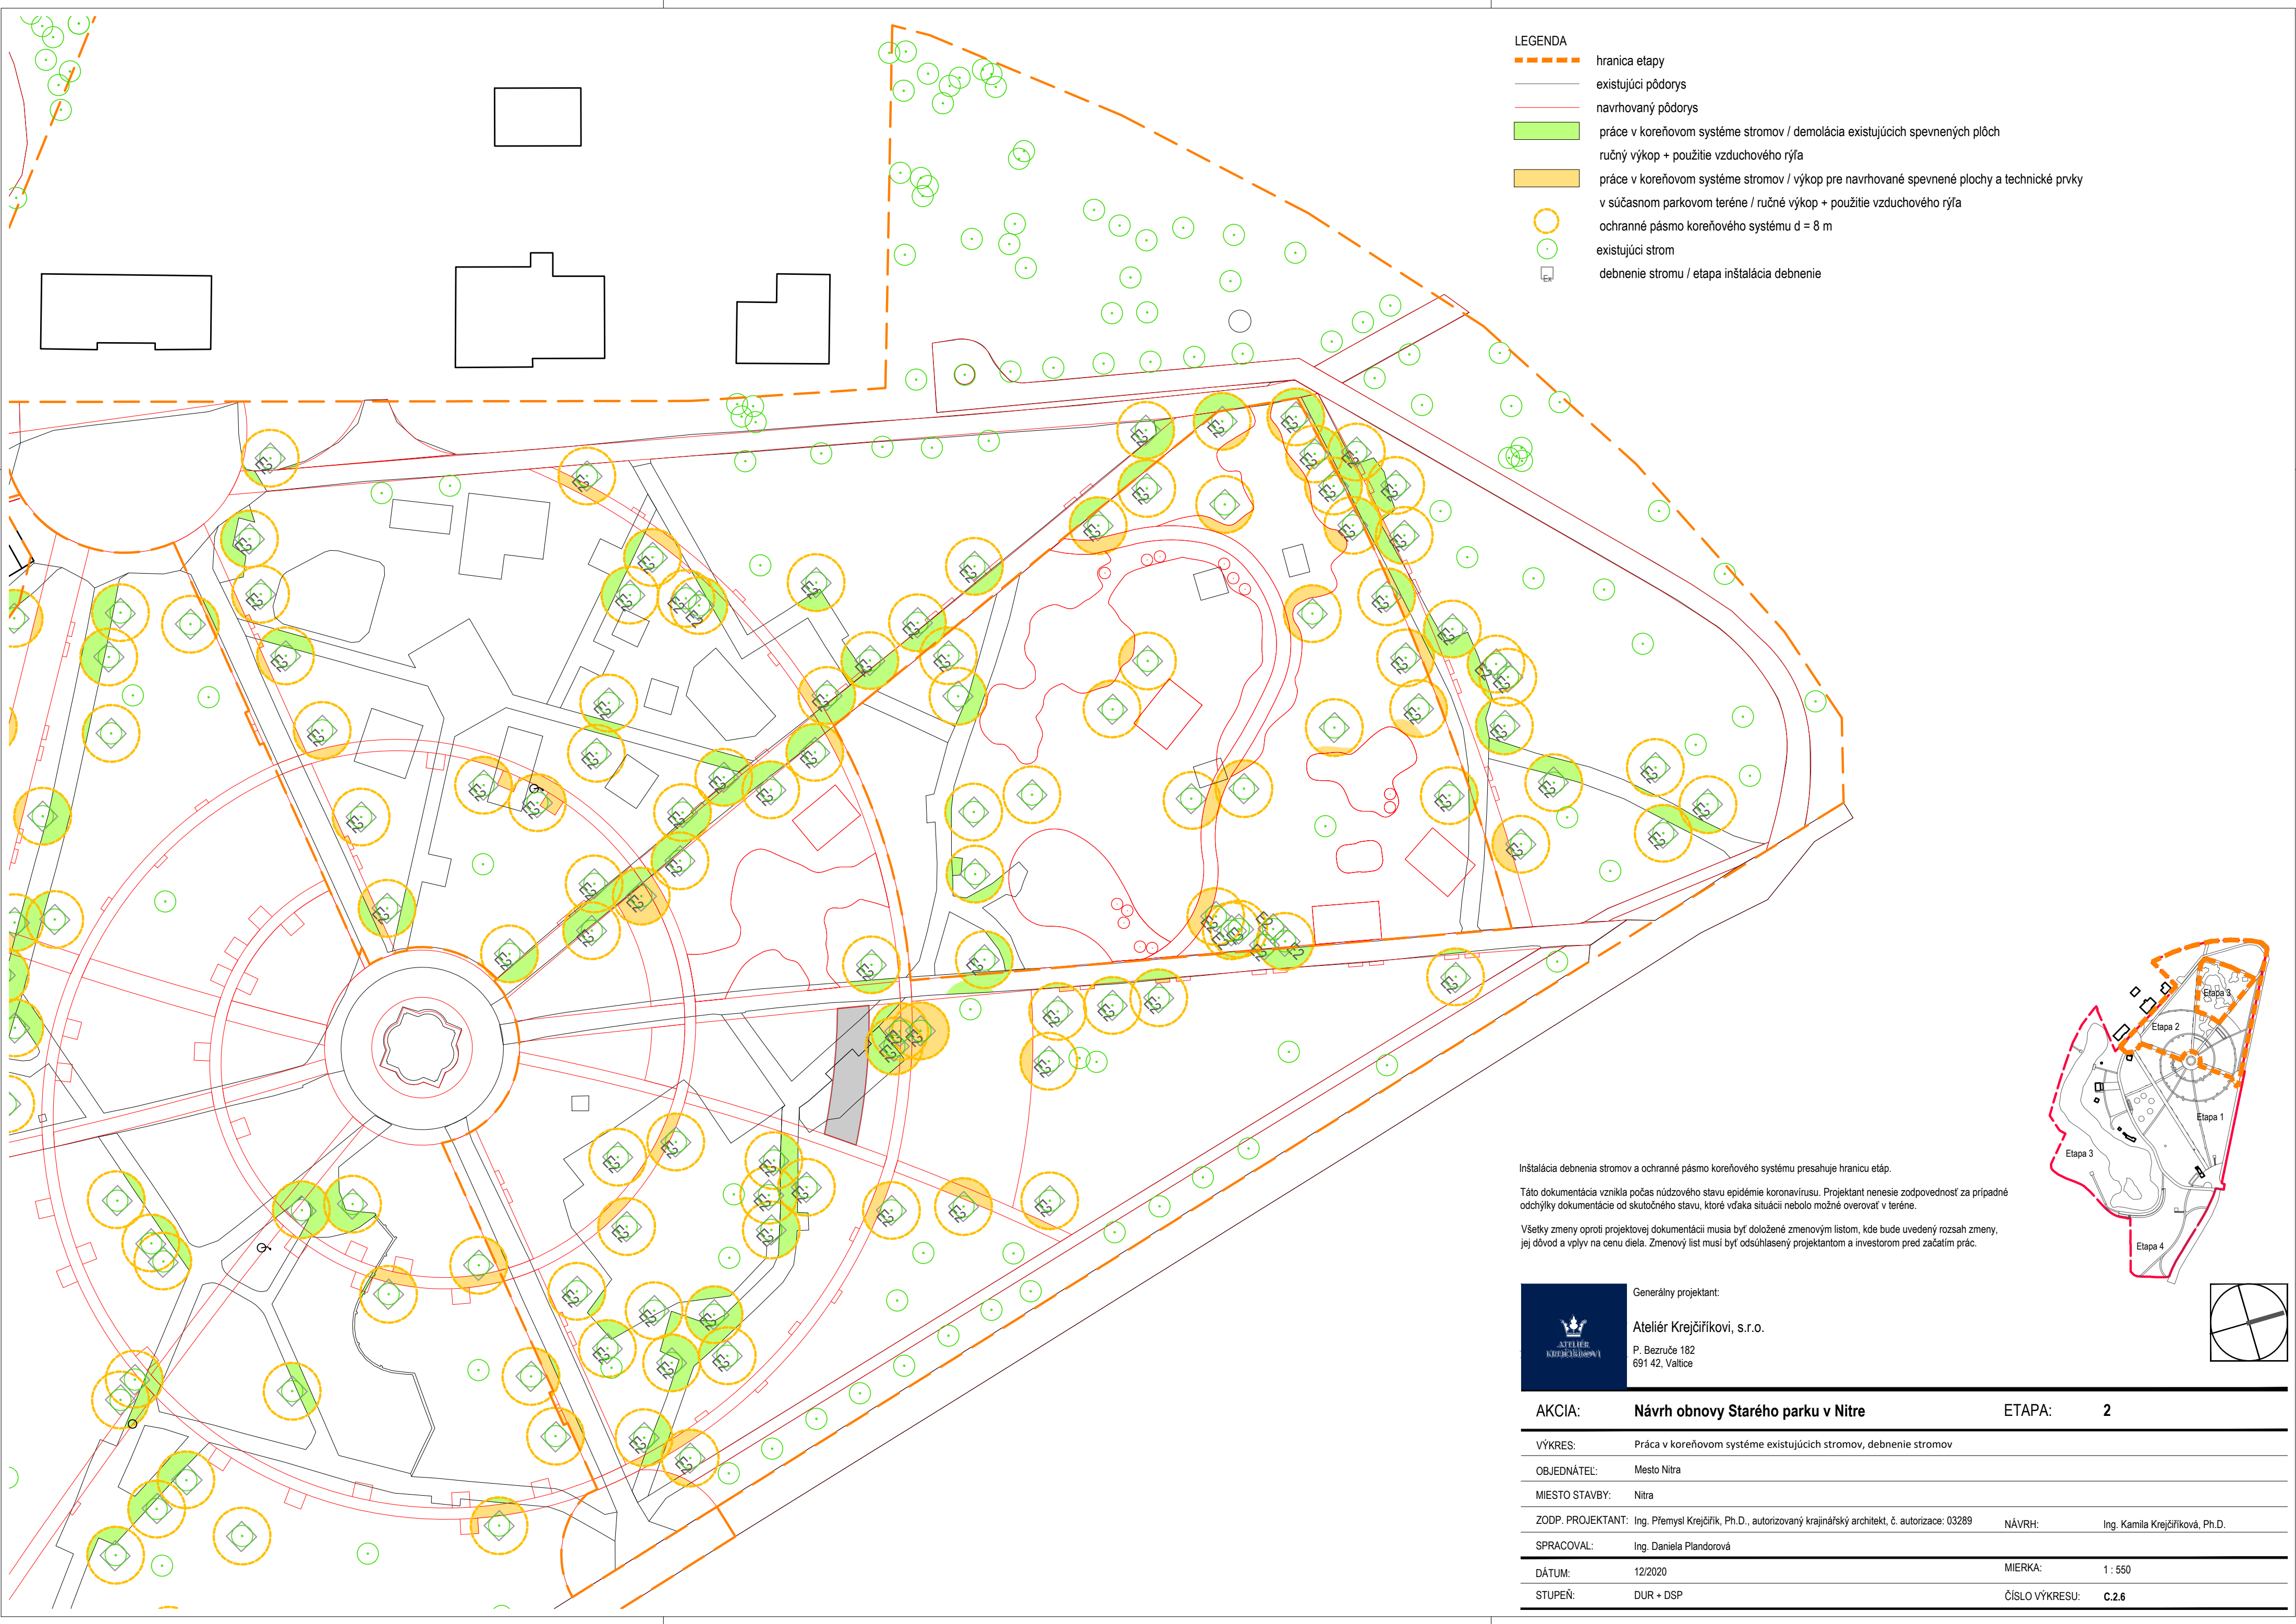 LEGENDA
hranica etapy
existujúci pôdorys
navrhovaný pôdorys
práce v koreňovom systéme stromov / demolácia existujúcich spevnených plôch
ručný výkop + použitie vzduchového rýľa
práce v koreňovom systéme stromov / výkop pre navrhované spevnené plochy a technické prvky
v súčasnom parkovom teréne / ručné výkop + použitie vzduchového rýľa
ochranné pásmo koreňového systému d = 8 m
existujúci strom
Ex debnenie stromu / etapa inštalácia debnenie
Etapa 3
Etapa 2
Etapa 1
Etapa 3
Etapa 4
Inštalácia debnenia stromov a ochranné pásmo koreňového systému presahuje hranicu etáp.
Táto dokumentácia vznikla počas núdzového stavu epidémie koronavírusu. Projektant nenesie zodpovednosť za prípadné
odchýlky dokumentácie od skutočného stavu, ktoré vďaka situácii nebolo možné overovať v teréne.
Všetky zmeny oproti projektovej dokumentácii musia byť doložené zmenovým listom, kde bude uvedený rozsah zmeny,
jej dôvod a vplyv na cenu diela. Zmenový list musí byť odsúhlasený projektantom a investorom pred začatím prác.
ATELIÉR
KREJČIŘÍKOVI
Generálny projektant:
Ateliér Krejčiříkovi, s.r.o.
P. Bezruče 182
691 42, Valtice
AKCIA: Návrh obnovy Starého parku v Nitre ETAPA: 2
VÝKRES: Práca v koreňovom systéme existujúcich stromov, debnenie stromov
OBJEDNÁTEĽ: Mesto Nitra
MIESTO STAVBY: Nitra
ZODP. PROJEKTANT: Ing. Přemysl Krejčiřík, Ph.D., autorizovaný krajinářský architekt, č. autorizace: 03289 NÁVRH: Ing. Kamila Krejčiříková, Ph.D.
SPRACOVAL: Ing. Daniela Plandorová
DÁTUM: 12/2020 MIERKA: 1 : 550
STUPEŇ: DUR + DSP ČÍSLO VÝKRESU: C.2.6